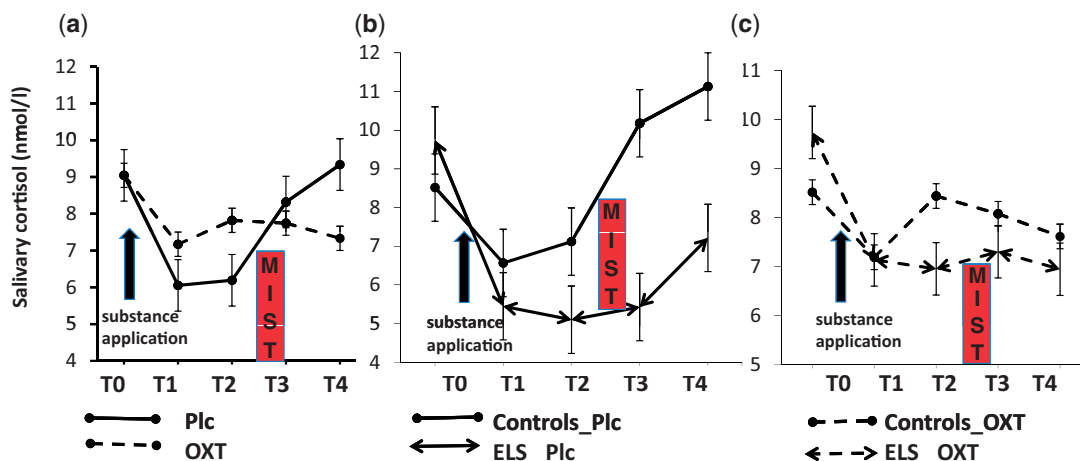 (a)
Salivary cortisol (nmol/l)
12
11
10
9
8
7
6
5
4
substance
application
M
I
S
T
T0 T1 T2 T3 T4
Plc
OXT
(b)
12
11
10
9
8
7
6
5
4
substance
application
M
I
S
T
T0 T1 T2 T3 T4
Controls_Plc
ELS Plc
(c)
11
10
9
8
7
6
5
substance
application
M
I
S
T
T0 T1 T2 T3 T4
Controls_OXT
ELS OXT